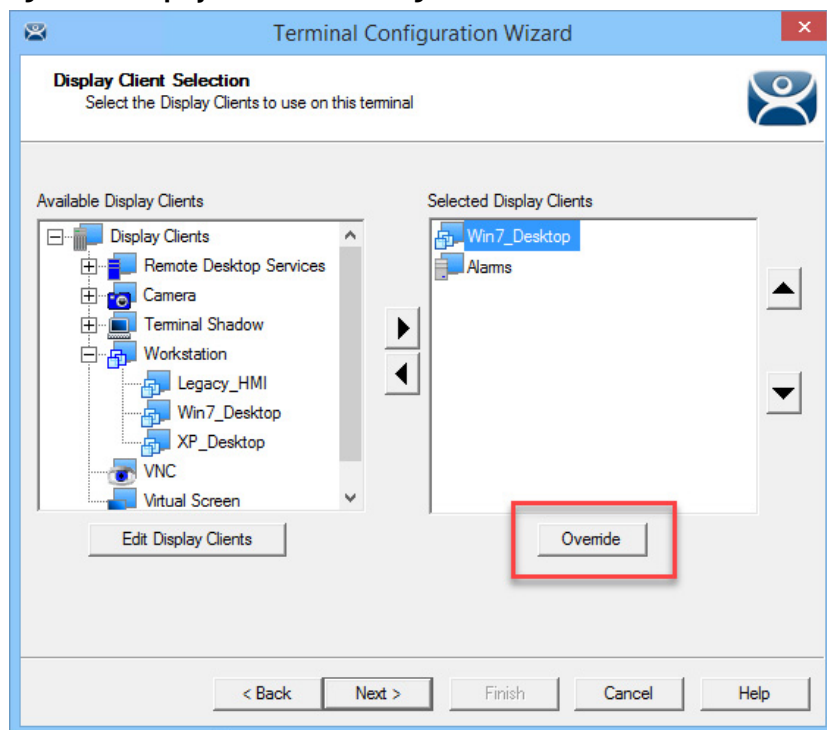 Terminal Configuration Wizard
Display Client Selection
Select the Display Clients to use on this terminal
Available Display Clients
Selected Display Clients
Display Clients
Remote Desktop Services
Camera
Terminal Shadow
Workstation
Legacy_HMI
Win7_Desktop
XP_Desktop
VNC
Virtual Screen
Win7_Desktop
Alarms
Edit Display Clients
Override
< Back
Next >
Finish
Cancel
Help